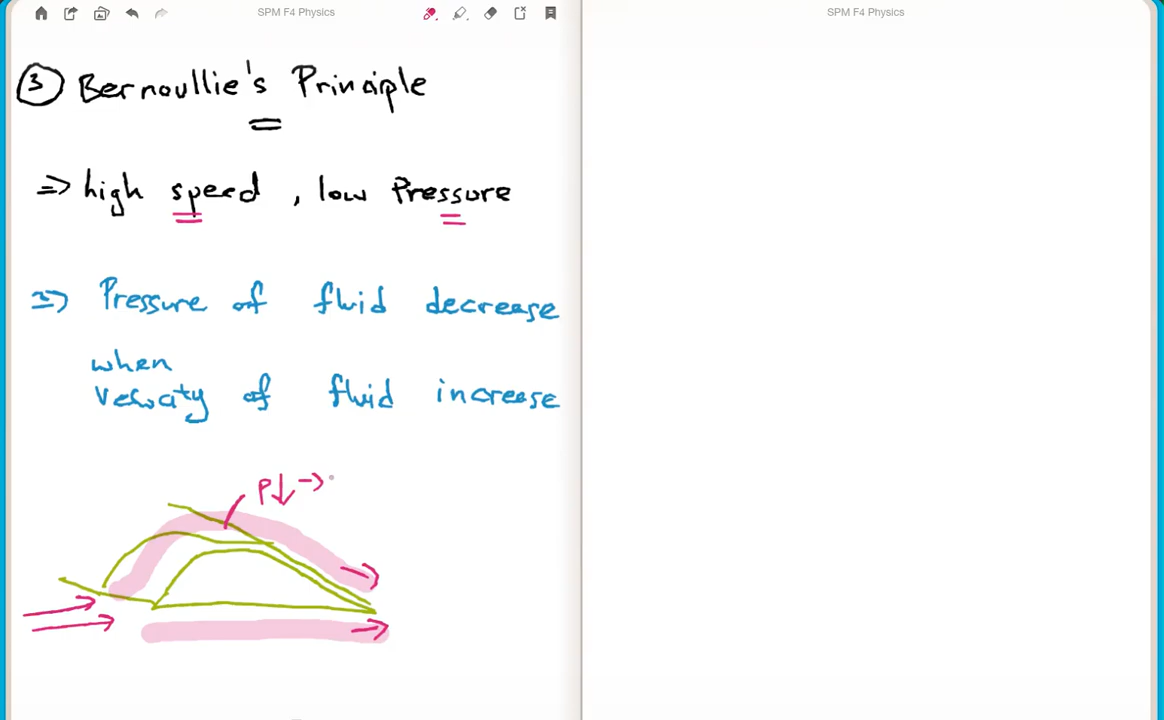 SPM F4 Physics
SPM F4 Physics
③ Bernoullie's Principle
⇒ high speed , low Pressure
⇒ Pressure of fluid decrease
when
velocity of fluid increase
P↓ →